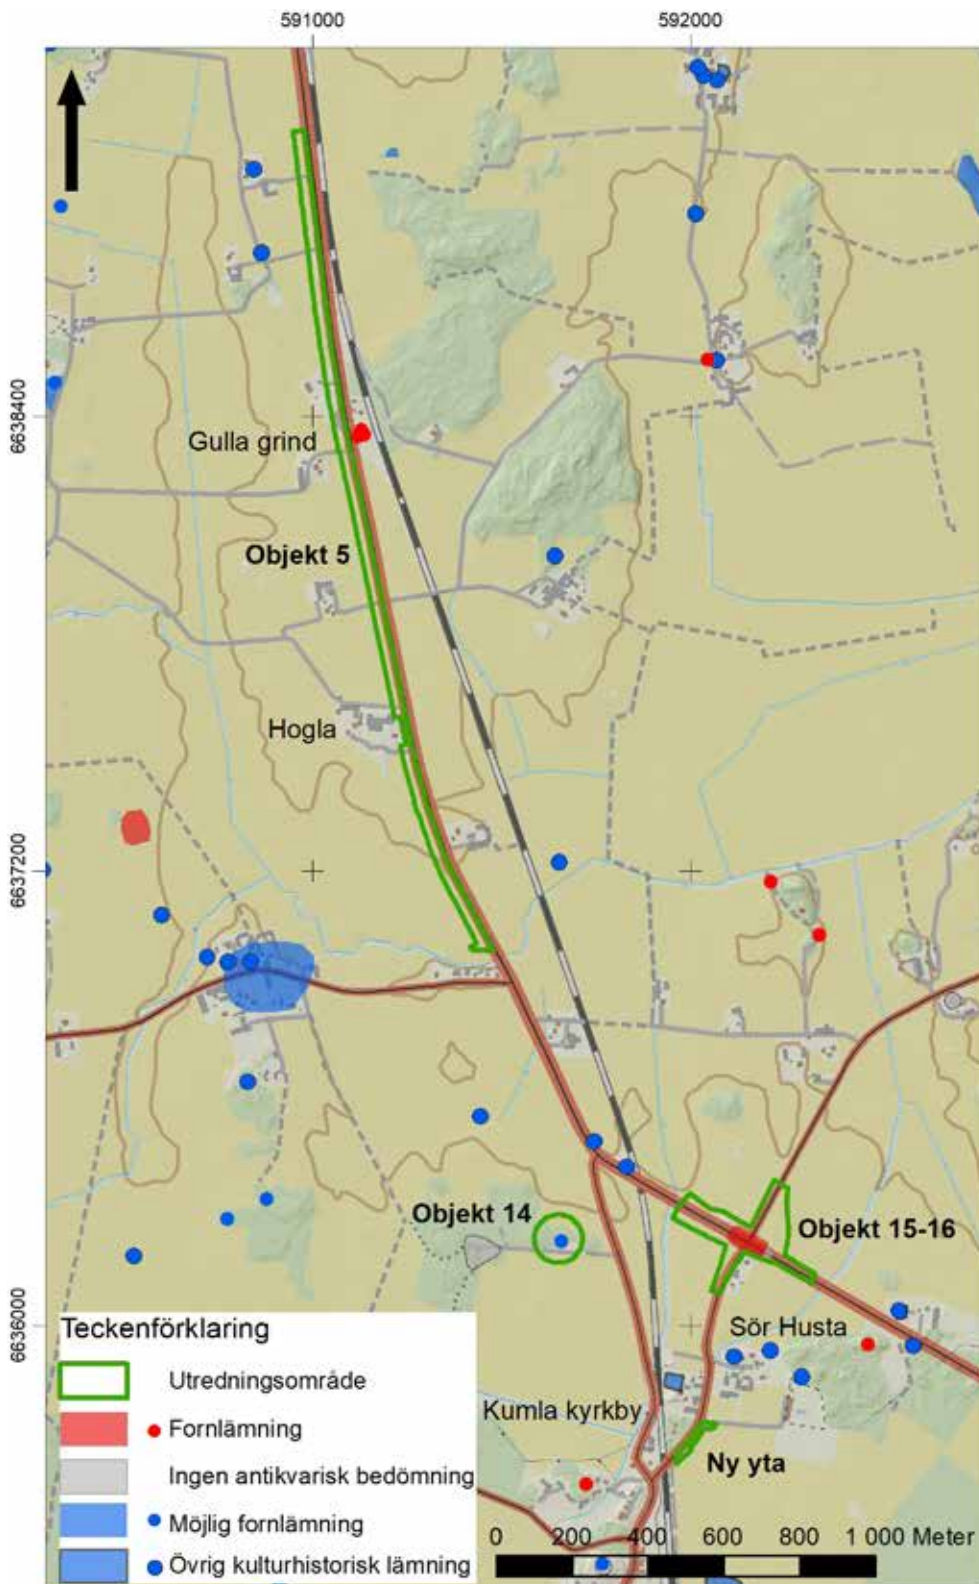 591000
592000
6638400
Gulla grind
Objekt 5
Hogla
6637200
Objekt 14
Objekt 15-16
6636000
Sör Husta
Kumla kyrkby
Ny yta
Teckenförklaring
Utredningsområde
Fornlämning
Ingen antikvarisk bedömning
Möjlig fornlämning
Övrig kulturhistorisk lämning
0 200 400 600 800 1 000 Meter